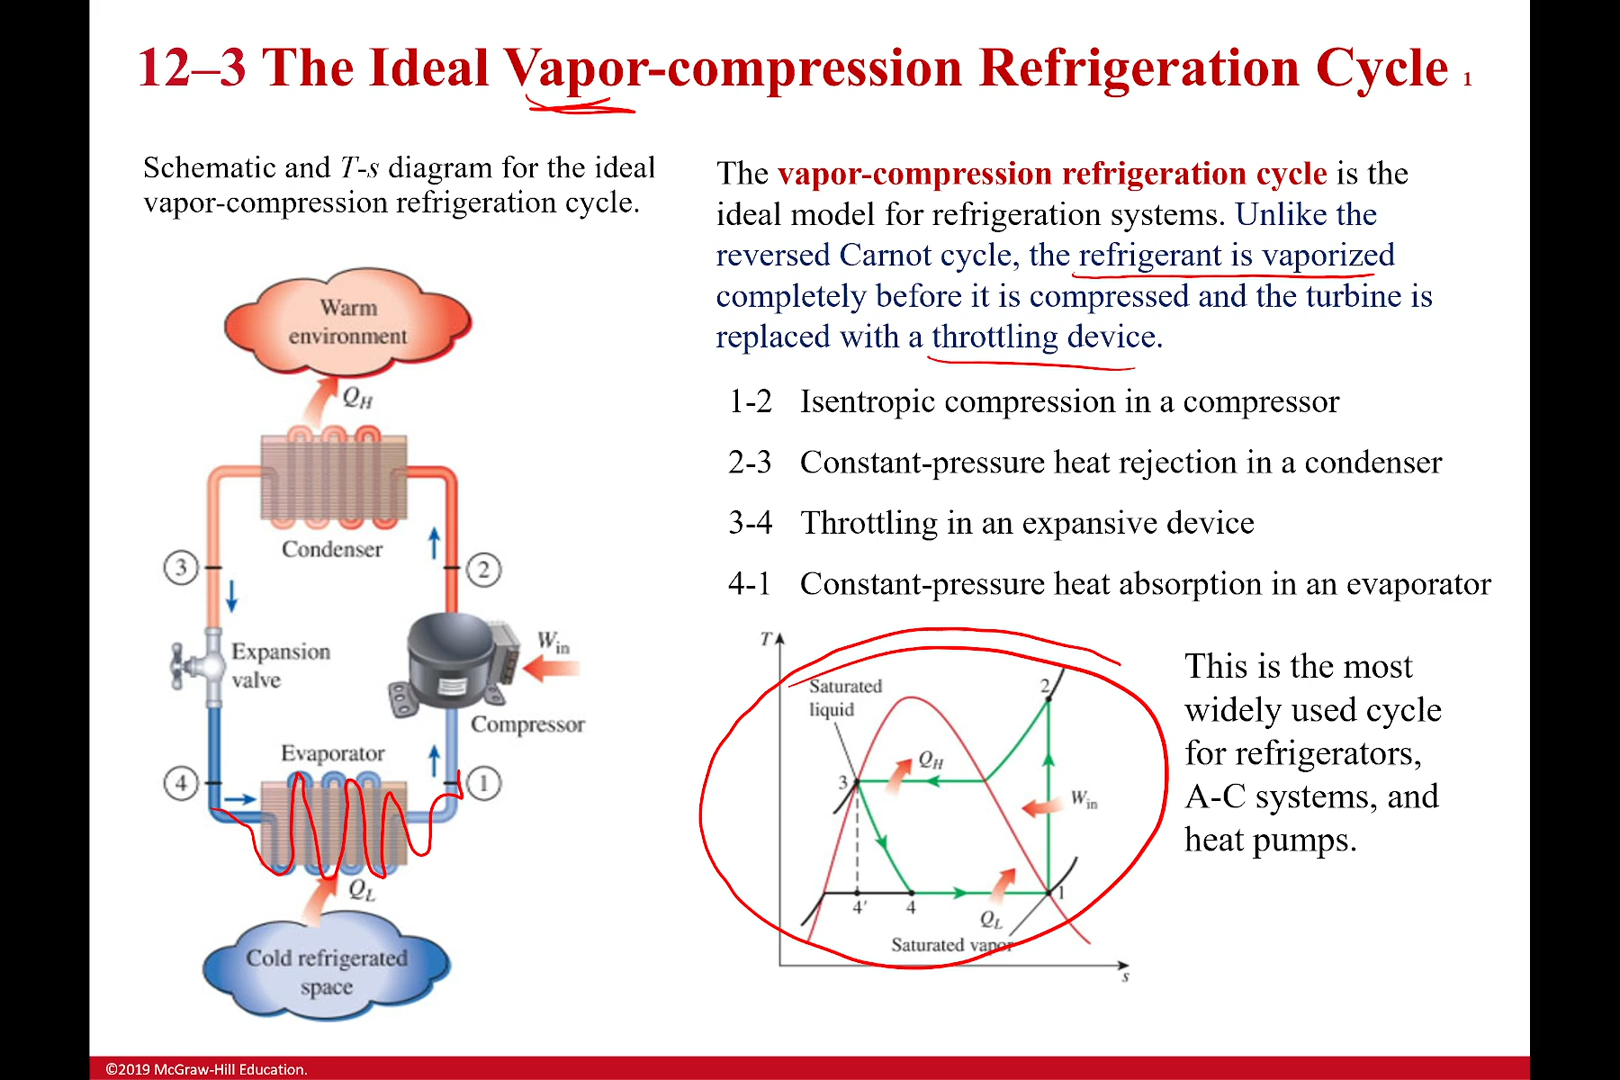 12–3 The Ideal Vapor-compression Refrigeration Cycle 1
Schematic and T-s diagram for the ideal
vapor-compression refrigeration cycle.
Warm
environment
QH
Condenser
3
2
Expansion
valve
Win
Compressor
Evaporator
4
1
QL
Cold refrigerated
space
The vapor-compression refrigeration cycle is the
ideal model for refrigeration systems. Unlike the
reversed Carnot cycle, the refrigerant is vaporized
completely before it is compressed and the turbine is
replaced with a throttling device.
1-2 Isentropic compression in a compressor
2-3 Constant-pressure heat rejection in a condenser
3-4 Throttling in an expansive device
4-1 Constant-pressure heat absorption in an evaporator
T
Saturated
liquid
2
QH
3
Win
4'
4
1
QL
Saturated vapor
s
This is the most
widely used cycle
for refrigerators,
A-C systems, and
heat pumps.
©2019 McGraw-Hill Education.